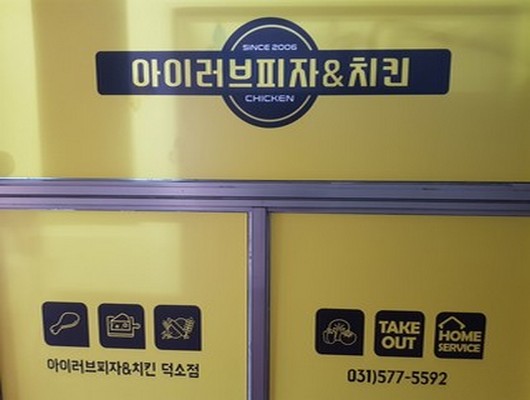 SINCE 2006
아이러브피자&치킨
CHICKEN
아이러브피자&치킨 덕소점
TAKE
OUT
HOME
SERVICE
031)577-5592